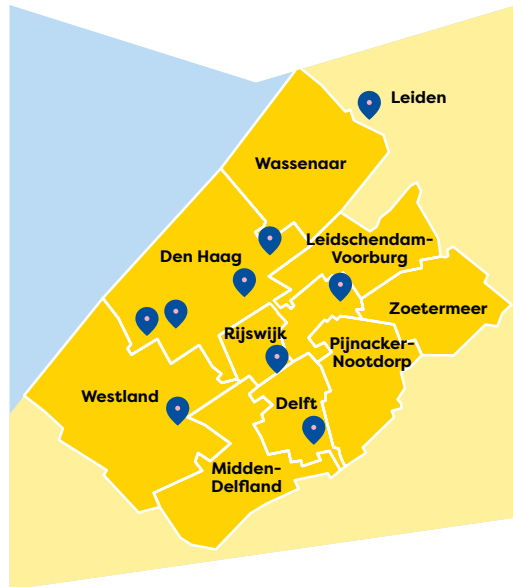 Leiden
Wassenaar
Den Haag
Leidschendam-
Voorburg
Zoetermeer
Rijswijk
Pijnacker-
Nootdorp
Westland
Delft
Midden-
Delfland